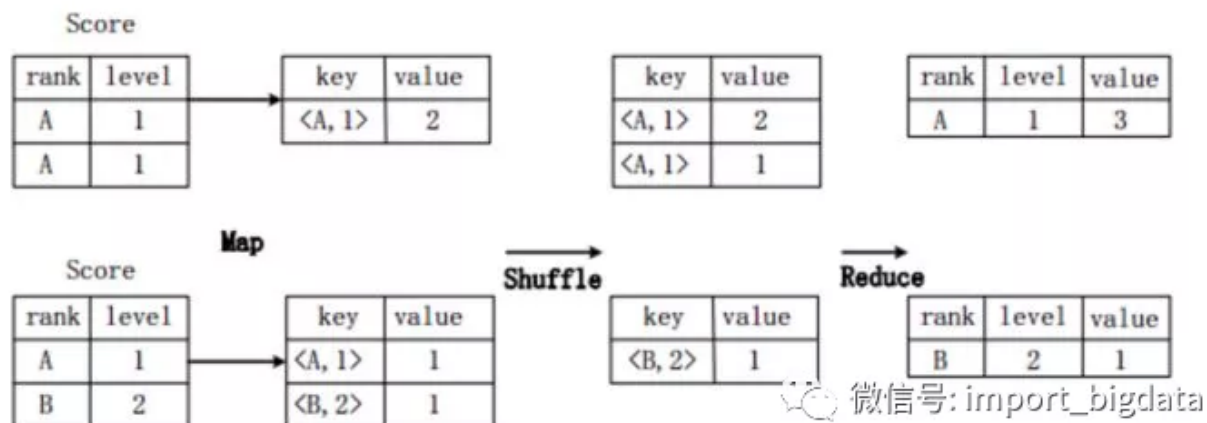 Score
rank level
A 1
A 1
key value
<A, 1> 2
key value
<A, 1> 2
<A, 1> 1
rank level value
A 1 3
Map
Shuffle
Reduce
Score
rank level
A 1
B 2
key value
<A, 1> 1
<B, 2> 1
key value
<B, 2> 1
rank level value
B 2 1
微信号: import_bigdata